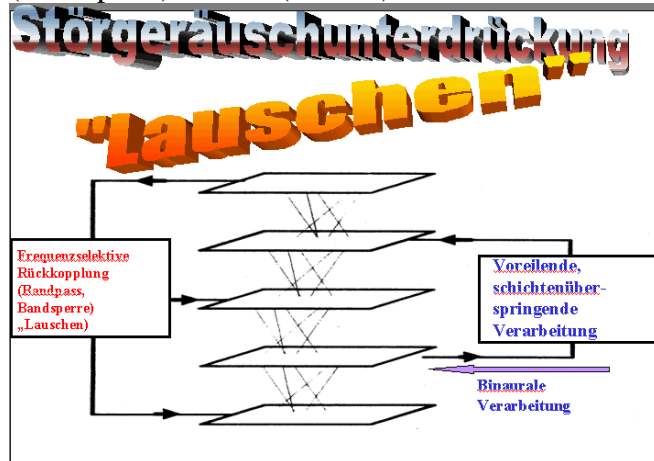 Störgeräuschunterdrückung
"Lauschen"
Frequenzselektive
Rückkopplung
(Bandpass,
Bandsperre)
„Lauschen)
Voreilende,
schichtenüber-
springende
Verarbeitung
Binaurale
Verarbeitung